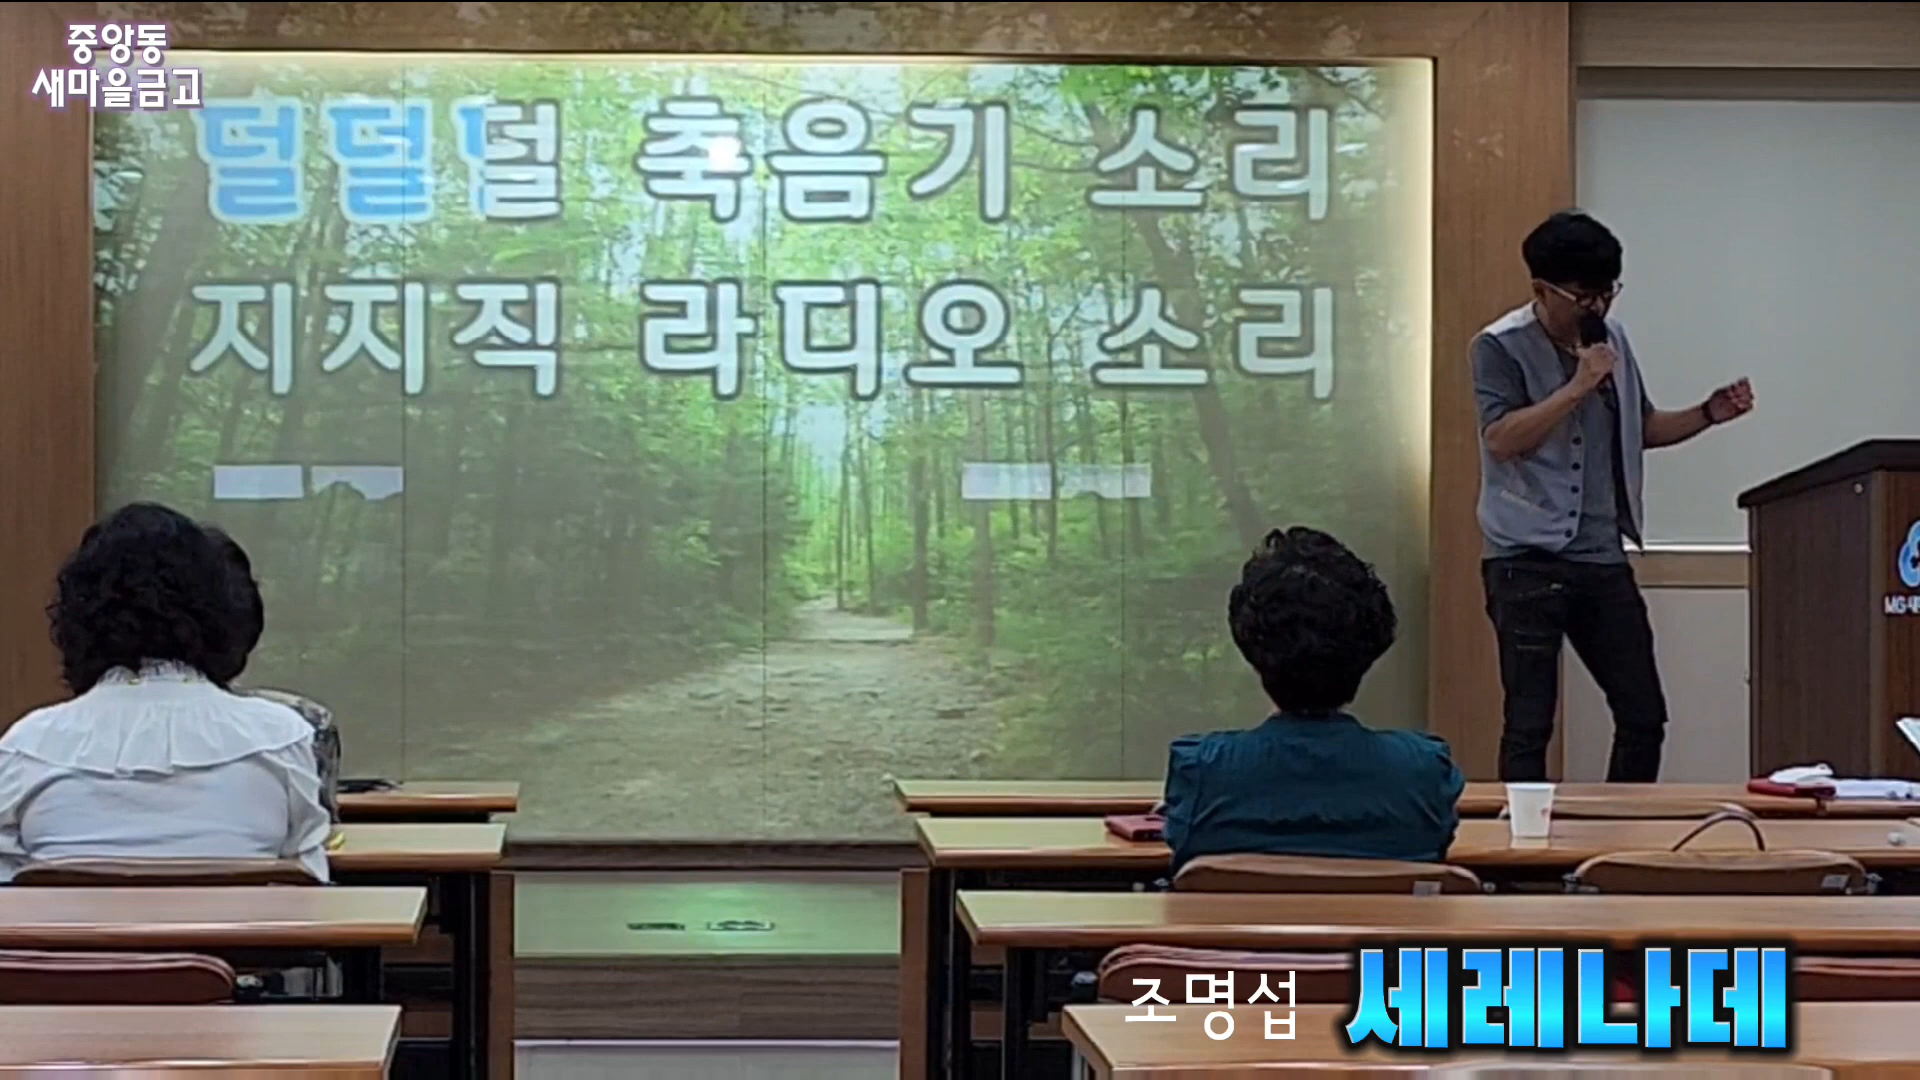 중앙동
새마을금고
덜덜덜 축음기 소리
지지직 라디오 소리
조명섭 세레나데